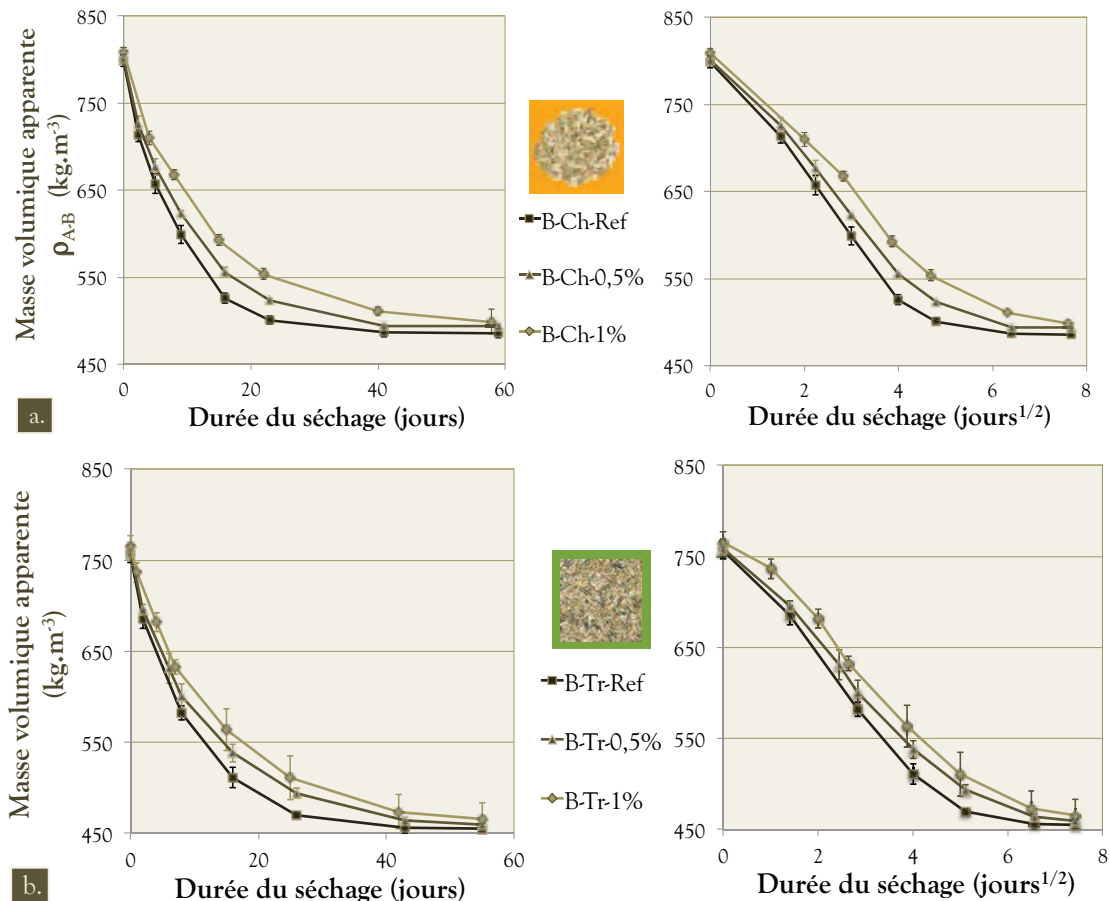 850
750
650
550
450
0
20
40
60
Masse volumique apparente
ρA-B (kg.m-3)
Durée du séchage (jours)
a.
B-Ch-Ref
B-Ch-0,5%
B-Ch-1%
850
750
650
550
450
0
2
4
6
8
Durée du séchage (jours1/2)
850
750
650
550
450
0
20
40
60
Masse volumique apparente
(kg.m-3)
Durée du séchage (jours)
b.
B-Tr-Ref
B-Tr-0,5%
B-Tr-1%
850
750
650
550
450
0
2
4
6
8
Durée du séchage (jours1/2)